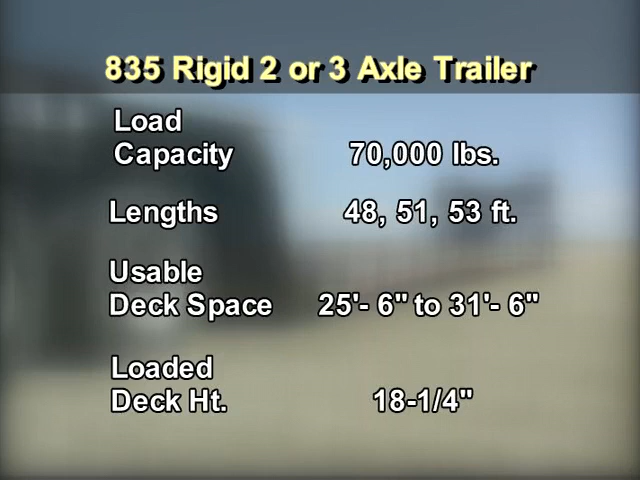 835 Rigid 2 or 3 Axle Trailer
Load
Capacity 70,000 lbs.
Lengths 48, 51, 53 ft.
Usable
Deck Space 25'- 6" to 31'- 6"
Loaded
Deck Ht. 18-1/4"